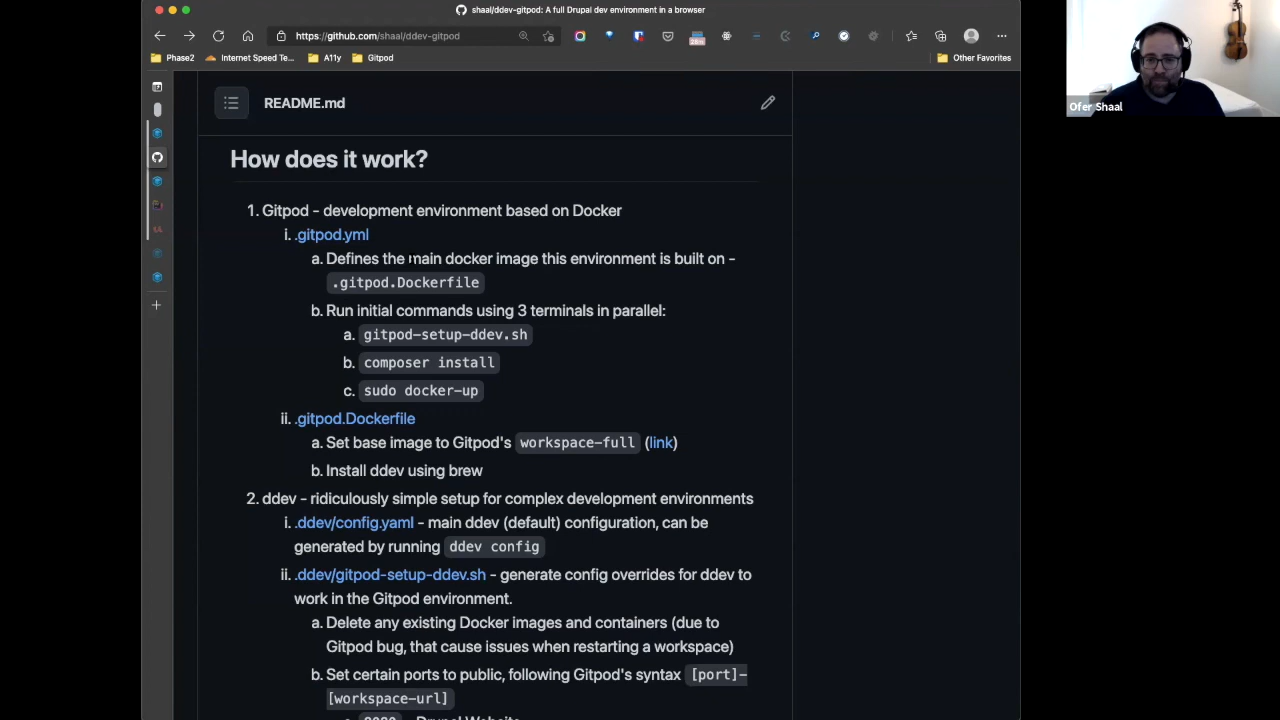 shaal/ddev-gitpod: A full Drupal dev environment in a browser
https://github.com/shaal/ddev-gitpod
Phase2 Internet Speed Te... A11y Gitpod Other Favorites
Ofer Shaal
README.md
How does it work?
1. Gitpod - development environment based on Docker
i. .gitpod.yml
a. Defines the main docker image this environment is built on -
.gitpod.Dockerfile
b. Run initial commands using 3 terminals in parallel:
a. gitpod-setup-ddev.sh
b. composer install
c. sudo docker-up
ii. .gitpod.Dockerfile
a. Set base image to Gitpod's workspace-full (link)
b. Install ddev using brew
2. ddev - ridiculously simple setup for complex development environments
i. .ddev/config.yaml - main ddev (default) configuration, can be
generated by running ddev config
ii. .ddev/gitpod-setup-ddev.sh - generate config overrides for ddev to
work in the Gitpod environment.
a. Delete any existing Docker images and containers (due to
Gitpod bug, that cause issues when restarting a workspace)
b. Set certain ports to public, following Gitpod's syntax [port]-
[workspace-url]